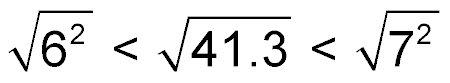 √6² < √41.3 < √7²